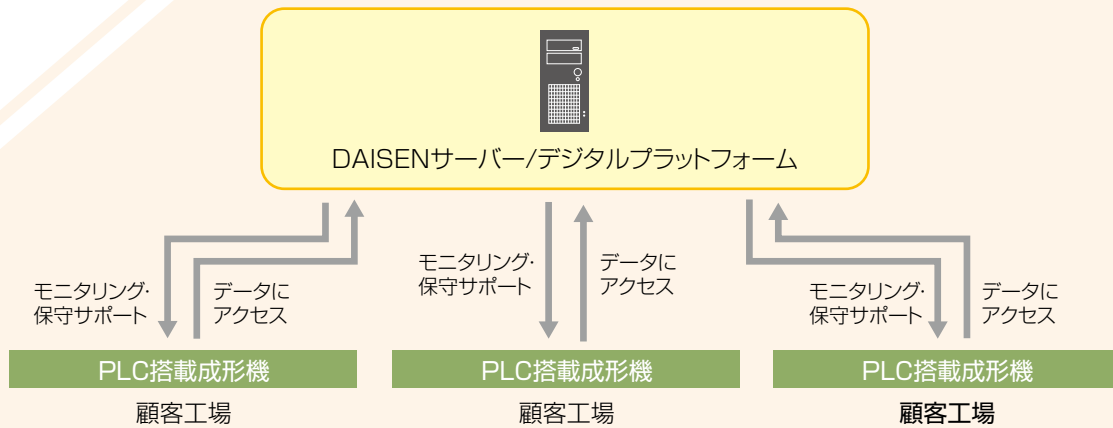 DAISENサーバー/デジタルプラットフォーム
モニタリング・
保守サポート
データに
アクセス
モニタリング・
保守サポート
データに
アクセス
モニタリング・
保守サポート
データに
アクセス
PLC搭載成形機
PLC搭載成形機
PLC搭載成形機
顧客工場
顧客工場
顧客工場